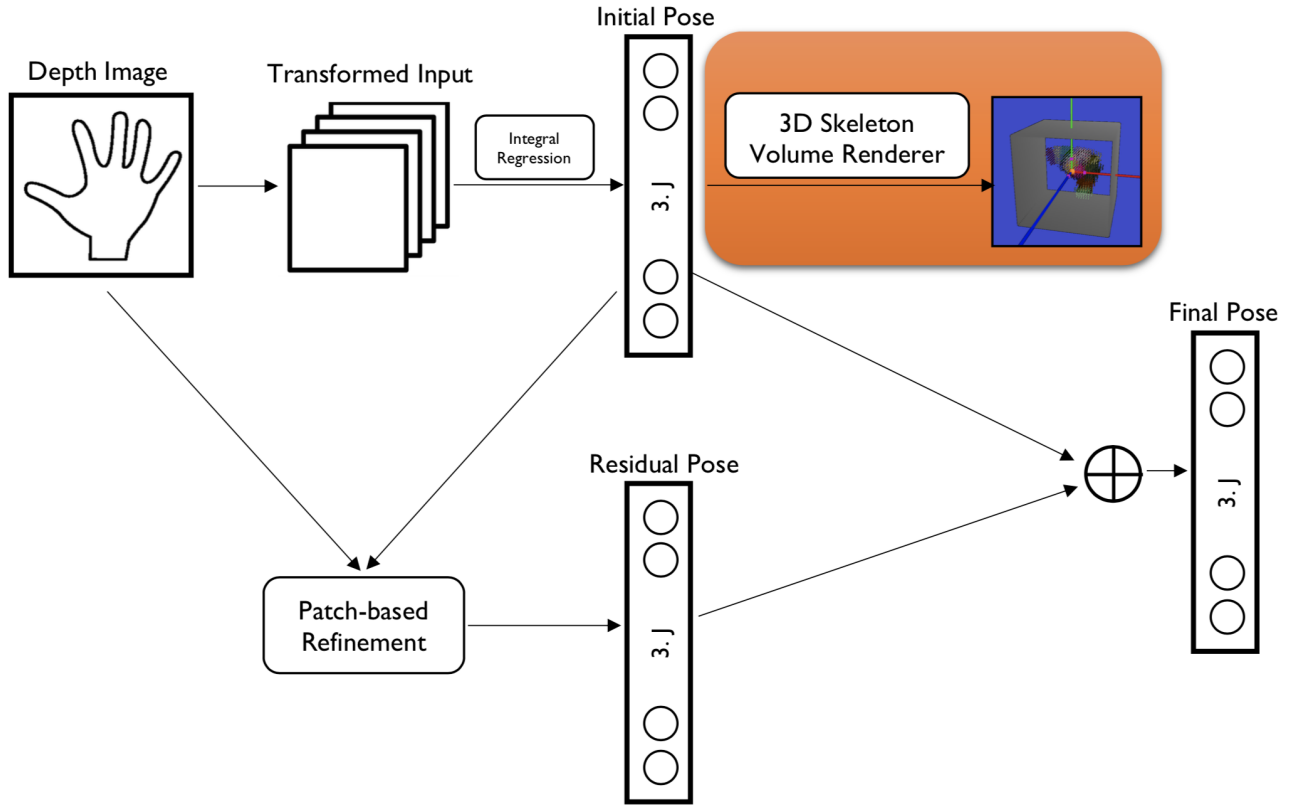 Initial Pose
Depth Image
Transformed Input
Integral
Regression
3D Skeleton
Volume Renderer
3. J
Final Pose
3. J
Residual Pose
Patch-based
Refinement
3. J